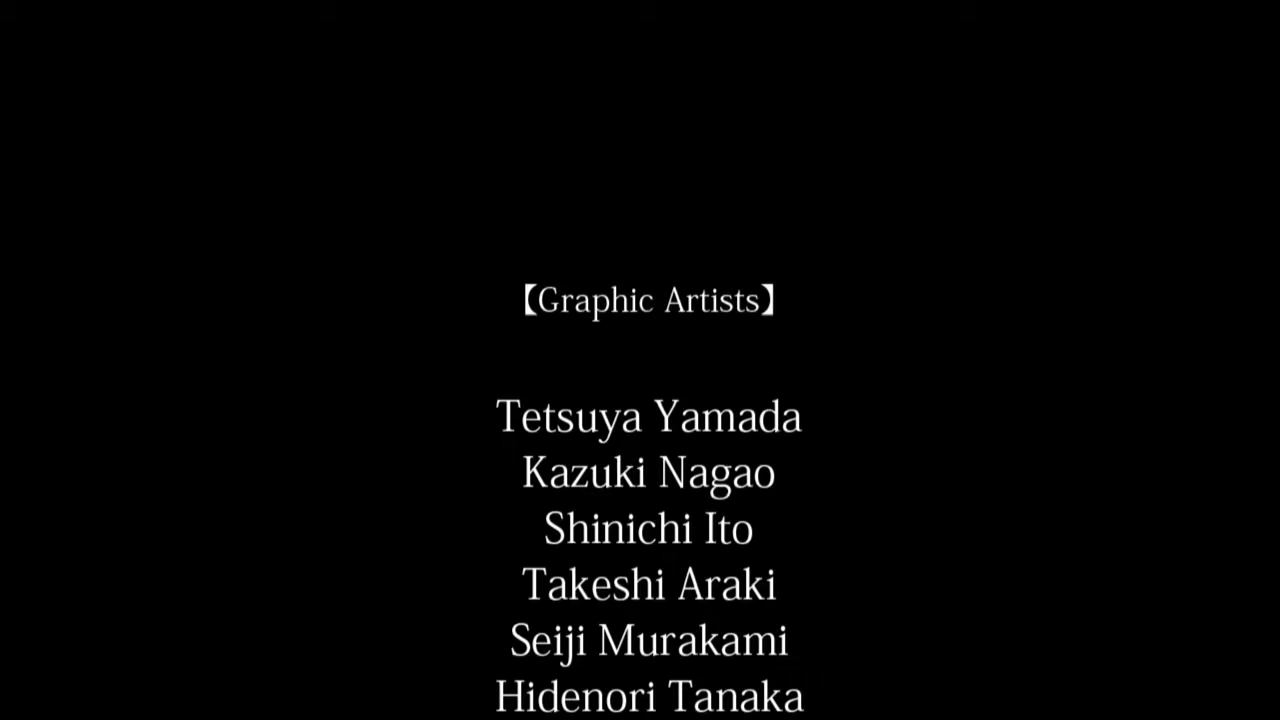 【Graphic Artists】
Tetsuya Yamada
Kazuki Nagao
Shinichi Ito
Takeshi Araki
Seiji Murakami
Hidenori Tanaka